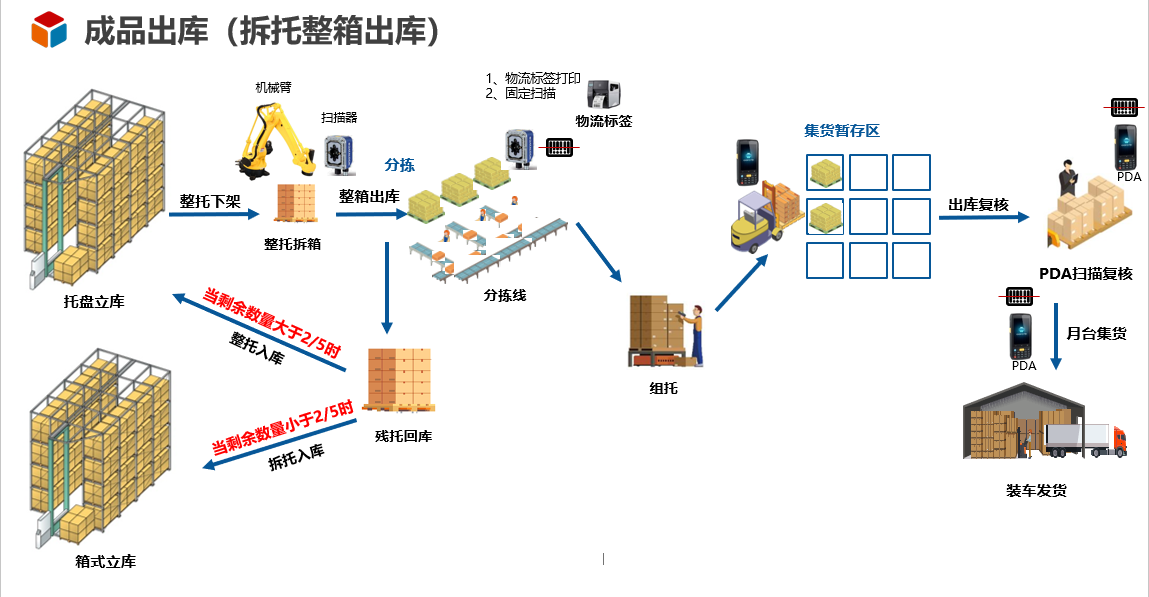 成品出库（拆托整箱出库）
机械臂
扫描器
1、物流标签打印
2、固定扫描
物流标签
分拣
整托下架
整托拆箱
整箱出库
分拣线
托盘立库
当剩余数量大于2/5时
整托入库
当剩余数量小于2/5时
拆托入库
残托回库
箱式立库
组托
集货暂存区
出库复核
PDA
PDA扫描复核
PDA
月台集货
装车发货